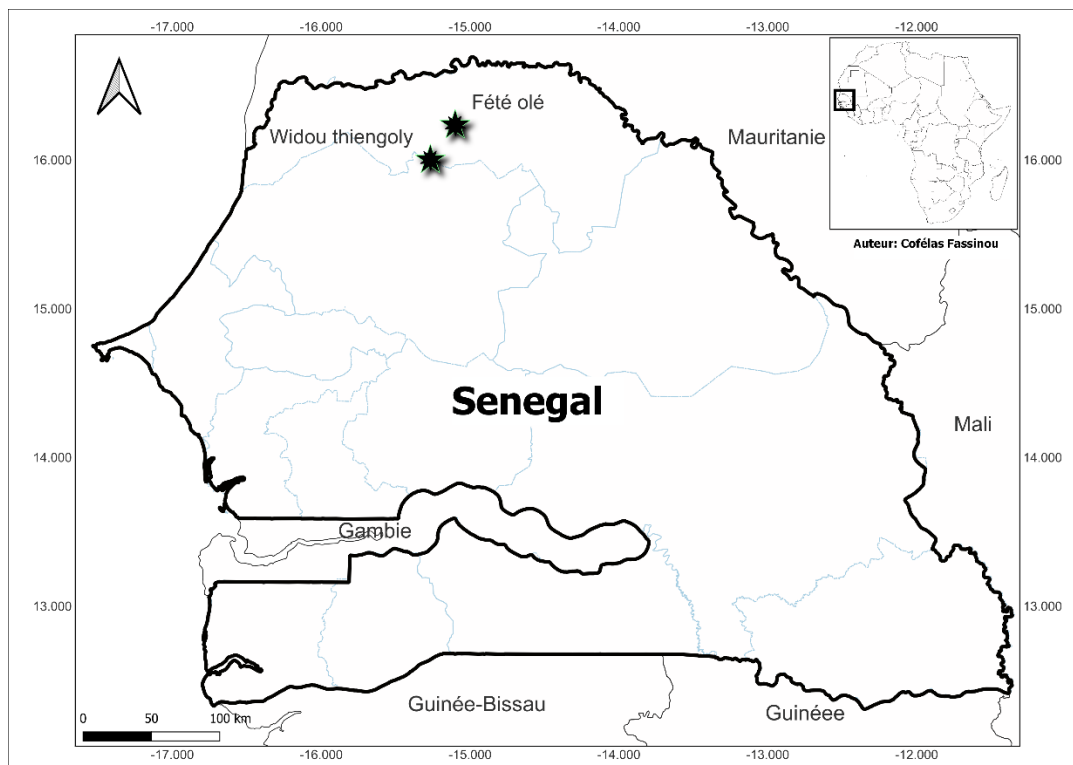 -17.000 -16.000 -15.000 -14.000 -13.000 -12.000
Fété olé
Widou thiengoly
Mauritanie
16.000 16.000
Auteur: Cofélas Fassinou
15.000 15.000
Senegal
Mali
14.000 14.000
Gambie
13.000 13.000
Guinée-Bissau
Guinéee
0 50 100 km
-17.000 -16.000 -15.000 -14.000 -13.000 -12.000